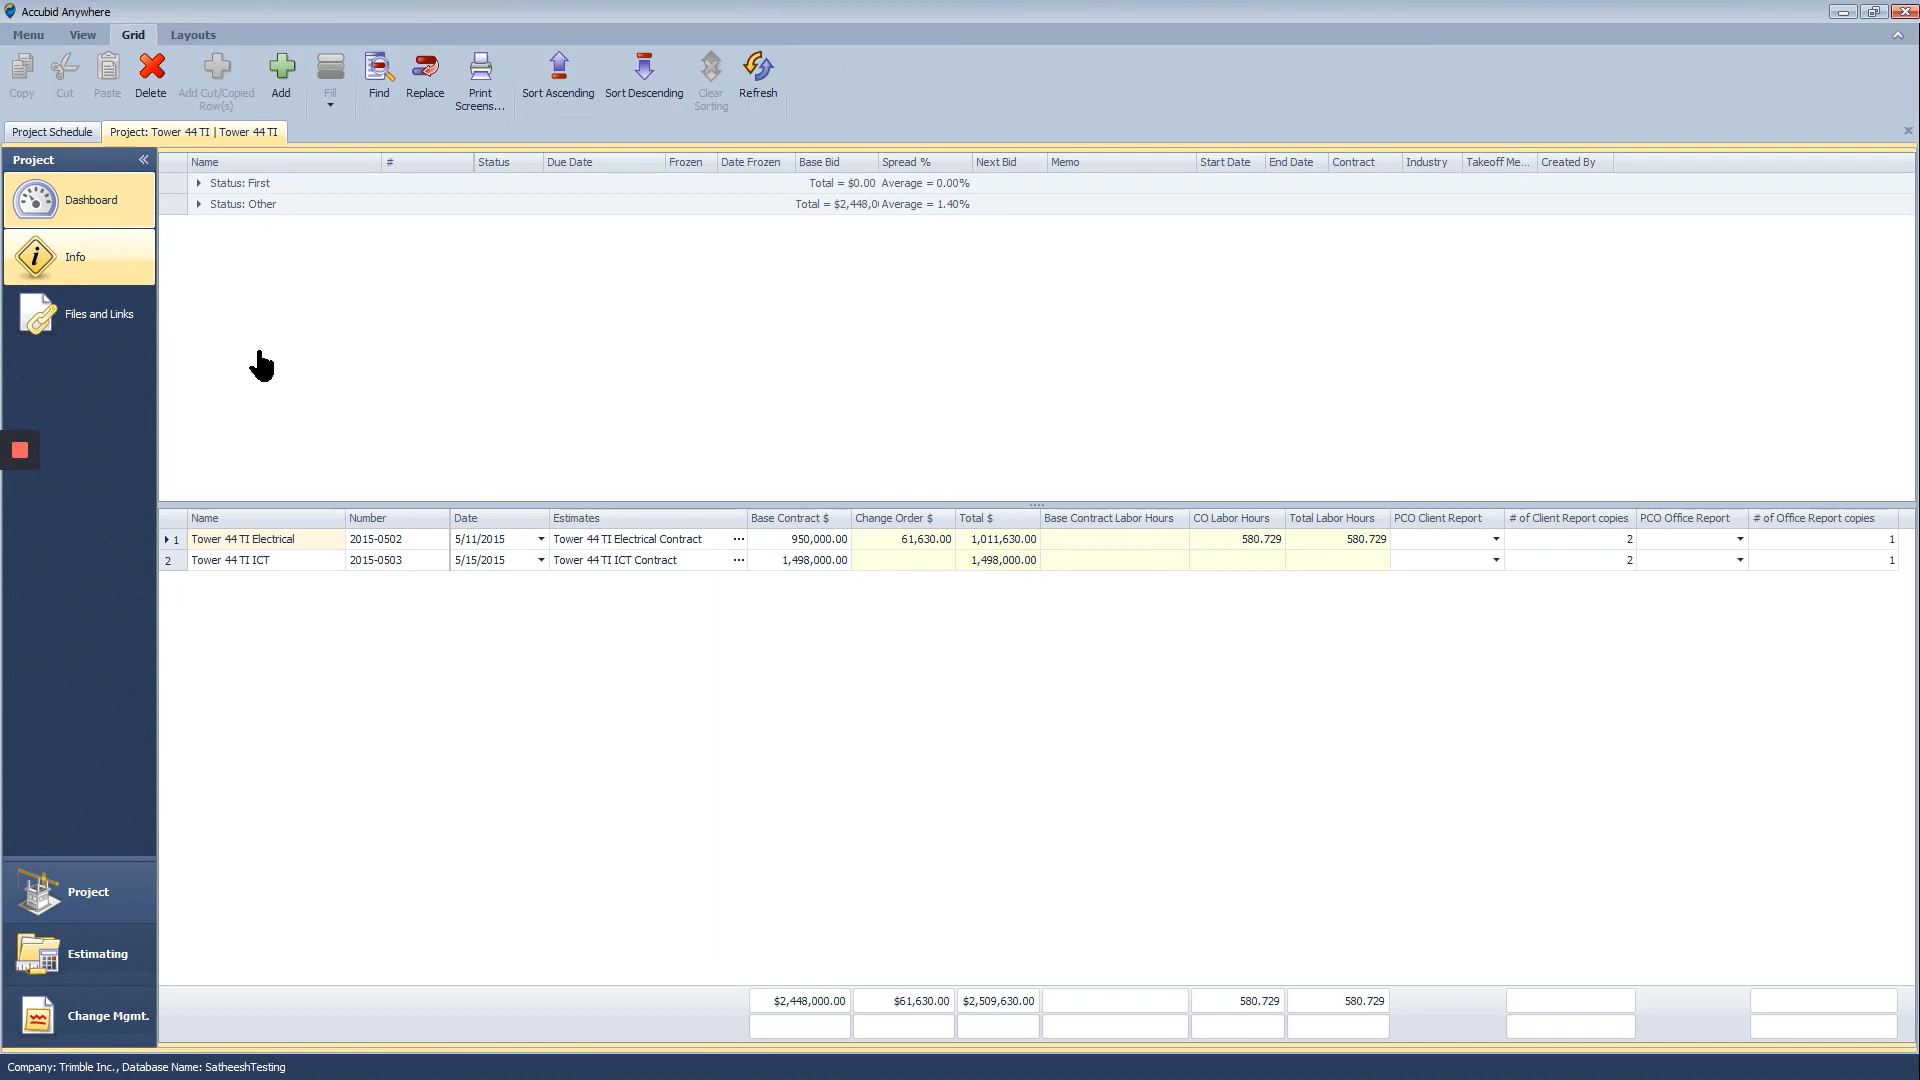 Accubid Anywhere
Menu View Grid Layouts
Copy Cut Paste Delete Add Cut/Copied Row(s) Add Fill Find Replace Print Screens... Sort Ascending Sort Descending Clear Sorting Refresh
Project Schedule Project: Tower 44 TI | Tower 44 TI
Project
Name # Status Due Date Frozen Date Frozen Base Bid Spread % Next Bid Memo Start Date End Date Contract Industry Takeoff Me... Created By
Status: First Total = $0.00 Average = 0.00%
Dashboard
Status: Other Total = $2,448,0 Average = 1.40%
Info
Files and Links
Name Number Date Estimates Base Contract $ Change Order $ Total $ Base Contract Labor Hours CO Labor Hours Total Labor Hours PCO Client Report # of Client Report copies PCO Office Report # of Office Report copies
1 Tower 44 TI Electrical 2015-0502 5/11/2015 Tower 44 TI Electrical Contract ... 950,000.00 61,630.00 1,011,630.00 580.729 580.729 2 1
2 Tower 44 TI ICT 2015-0503 5/15/2015 Tower 44 TI ICT Contract ... 1,498,000.00 1,498,000.00 2 1
Project
Estimating
$2,448,000.00 $61,630.00 $2,509,630.00 580.729 580.729
Change Mgmt.
Company: Trimble Inc., Database Name: SatheeshTesting